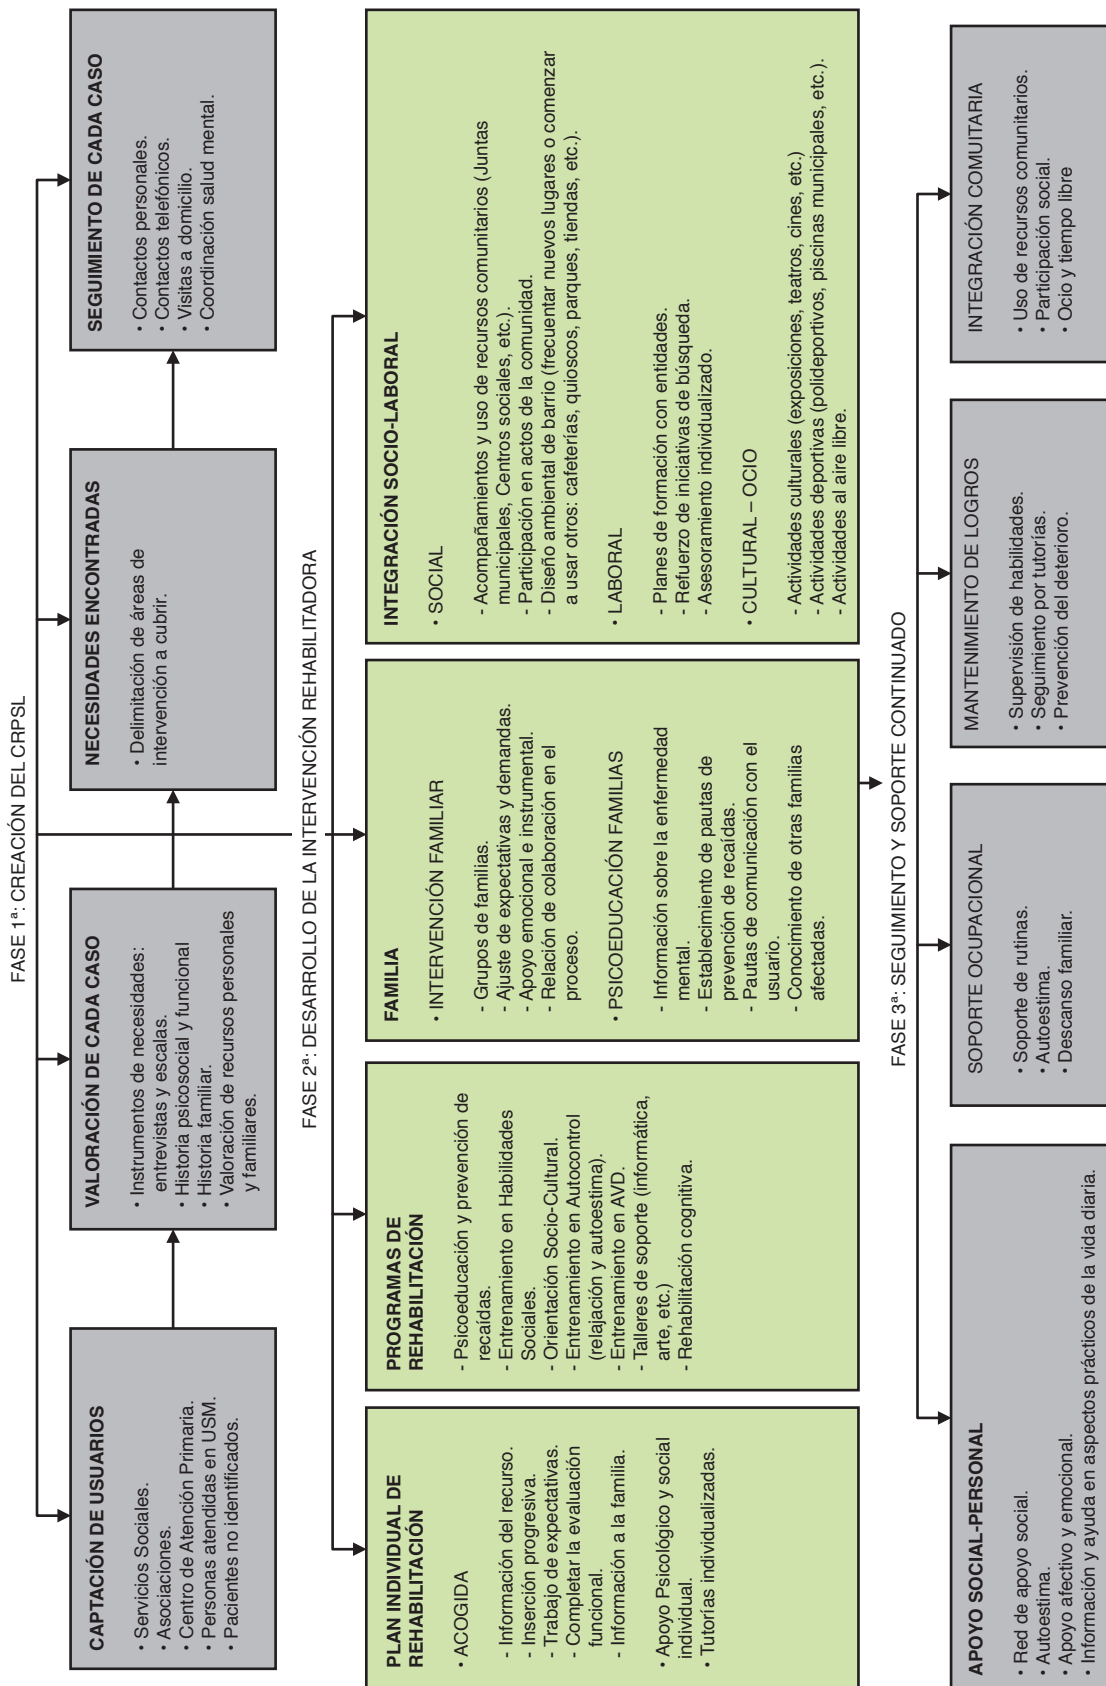 FASE 1ª: CREACIÓN DEL CRPSL
CAPTACIÓN DE USUARIOS
• Servicios Sociales.
• Asociaciones.
• Centro de Atención Primaria.
• Personas atendidas en USM.
• Pacientes no identificados.
VALORACIÓN DE CADA CASO
• Instrumentos de necesidades:
entrevistas y escalas.
• Historia psicosocial y funcional
• Historia familiar.
• Valoración de recursos personales
y familiares.
NECESIDADES ENCONTRADAS
• Delimitación de áreas de
intervención a cubrir.
SEGUIMIENTO DE CADA CASO
• Contactos personales.
• Contactos telefónicos.
• Visitas a domicilio.
• Coordinación salud mental.
FASE 2ª: DESARROLLO DE LA INTERVENCIÓN REHABILITADORA
PLAN INDIVIDUAL DE
REHABILITACIÓN
• ACOGIDA
- Información del recurso.
- Inserción progresiva.
- Trabajo de expectativas.
- Completar la evaluación
funcional.
- Información a la familia.
• Apoyo Psicológico y social
individual.
• Tutorías individualizadas.
PROGRAMAS DE
REHABILITACIÓN
- Psicoeducación y prevención de
recaídas.
- Entrenamiento en Habilidades
Sociales.
- Orientación Socio-Cultural.
- Entrenamiento en Autocontrol
(relajación y autoestima).
- Entrenamiento en AVD.
- Talleres de soporte (informática,
arte, etc.)
- Rehabilitación cognitiva.
FAMILIA
• INTERVENCIÓN FAMILIAR
- Grupos de familias.
- Ajuste de expectativas y demandas.
- Apoyo emocional e instrumental.
- Relación de colaboración en el
proceso.
• PSICOEDUCACIÓN FAMILIAS
- Información sobre la enfermedad
mental.
- Establecimiento de pautas de
prevención de recaídas.
- Pautas de comunicación con el
usuario.
- Conocimiento de otras familias
afectadas.
INTEGRACIÓN SOCIO-LABORAL
• SOCIAL
- Acompañamientos y uso de recursos comunitarios (Juntas
municipales, Centros sociales, etc.).
- Participación en actos de la comunidad.
- Diseño ambiental de barrio (frecuentar nuevos lugares o comenzar
a usar otros: cafeterías, quioscos, parques, tiendas, etc.).
• LABORAL
- Planes de formación con entidades.
- Refuerzo de iniciativas de búsqueda.
- Asesoramiento individualizado.
• CULTURAL – OCIO
- Actividades culturales (exposiciones, teatros, cines, etc.)
- Actividades deportivas (polideportivos, piscinas municipales, etc.).
- Actividades al aire libre.
FASE 3ª: SEGUIMIENTO Y SOPORTE CONTINUADO
APOYO SOCIAL-PERSONAL
• Red de apoyo social.
• Autoestima.
• Apoyo afectivo y emocional.
• Información y ayuda en aspectos prácticos de la vida diaria.
SOPORTE OCUPACIONAL
• Soporte de rutinas.
• Autoestima.
• Descanso familiar.
MANTENIMIENTO DE LOGROS
• Supervisión de habilidades.
• Seguimiento por tutorías.
• Prevención del deterioro.
INTEGRACIÓN COMUITARIA
• Uso de recursos comunitarios.
• Participación social.
• Ocio y tiempo libre